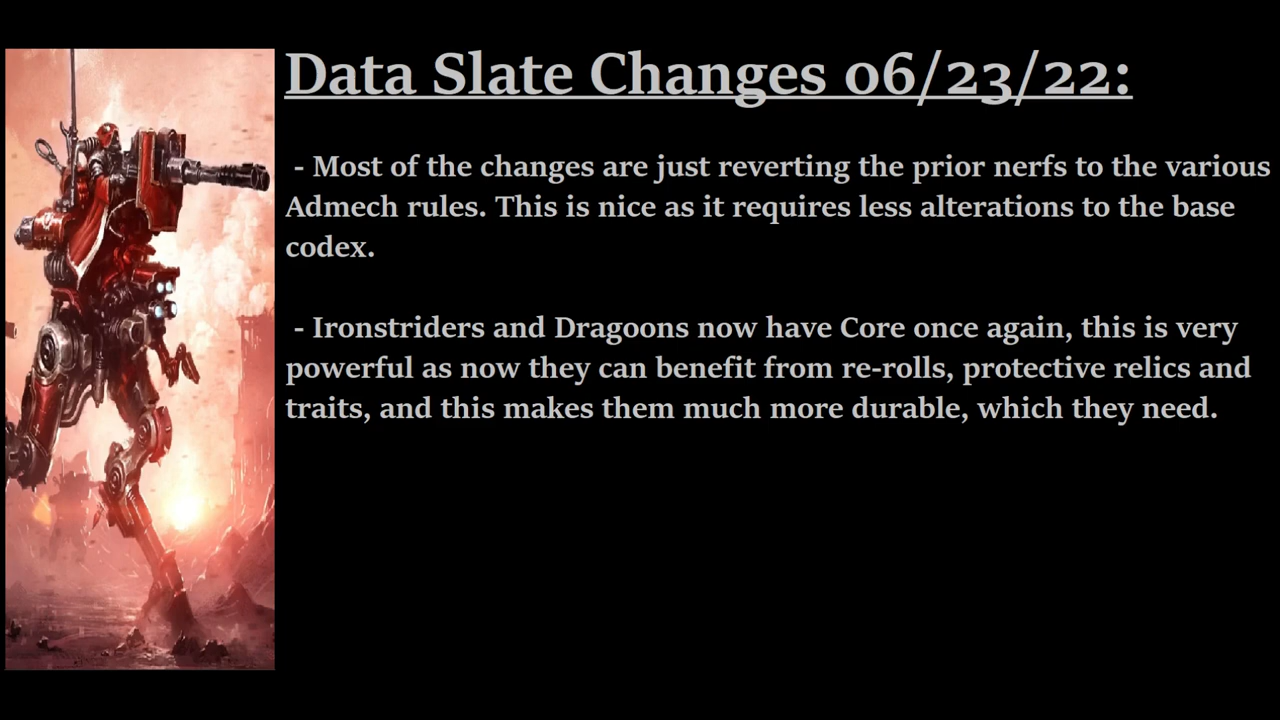 Data Slate Changes 06/23/22:
- Most of the changes are just reverting the prior nerfs to the various
Admech rules. This is nice as it requires less alterations to the base
codex.
- Ironstriders and Dragoons now have Core once again, this is very
powerful as now they can benefit from re-rolls, protective relics and
traits, and this makes them much more durable, which they need.